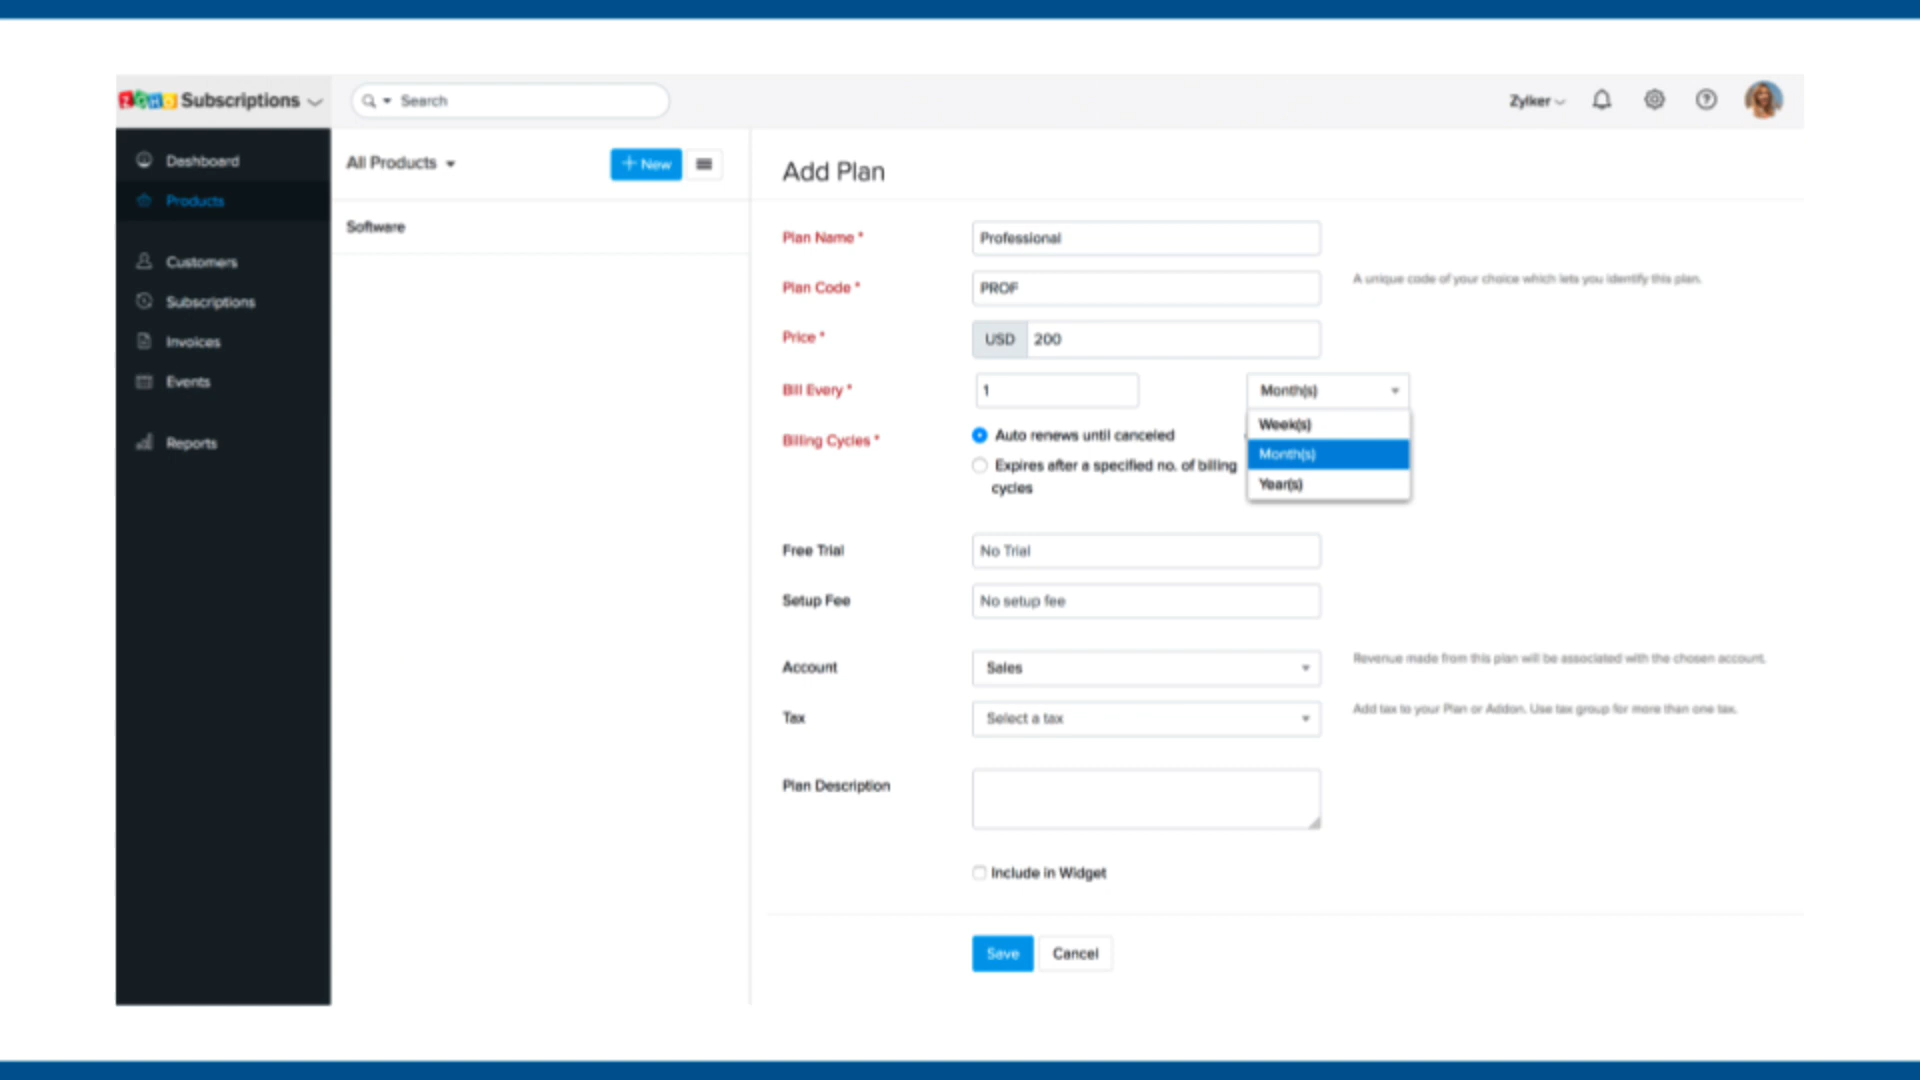 ZOHO Subscriptions
Search
Zylker
Dashboard
Products
Customers
Subscriptions
Invoices
Events
Reports
All Products
+ New
Software
Add Plan
Plan Name *
Professional
Plan Code *
PROF
A unique code of your choice which lets you identify this plan.
Price *
USD 200
Bill Every *
1
Month(s)
Week(s)
Month(s)
Year(s)
Billing Cycles *
Auto renews until canceled
Expires after a specified no. of billing
cycles
Free Trial
No Trial
Setup Fee
No setup fee
Account
Sales
Revenue made from this plan will be associated with the chosen account.
Tax
Select a tax
Add tax to your Plan or Addon. Use tax group for more than one tax.
Plan Description
Include in Widget
Save
Cancel